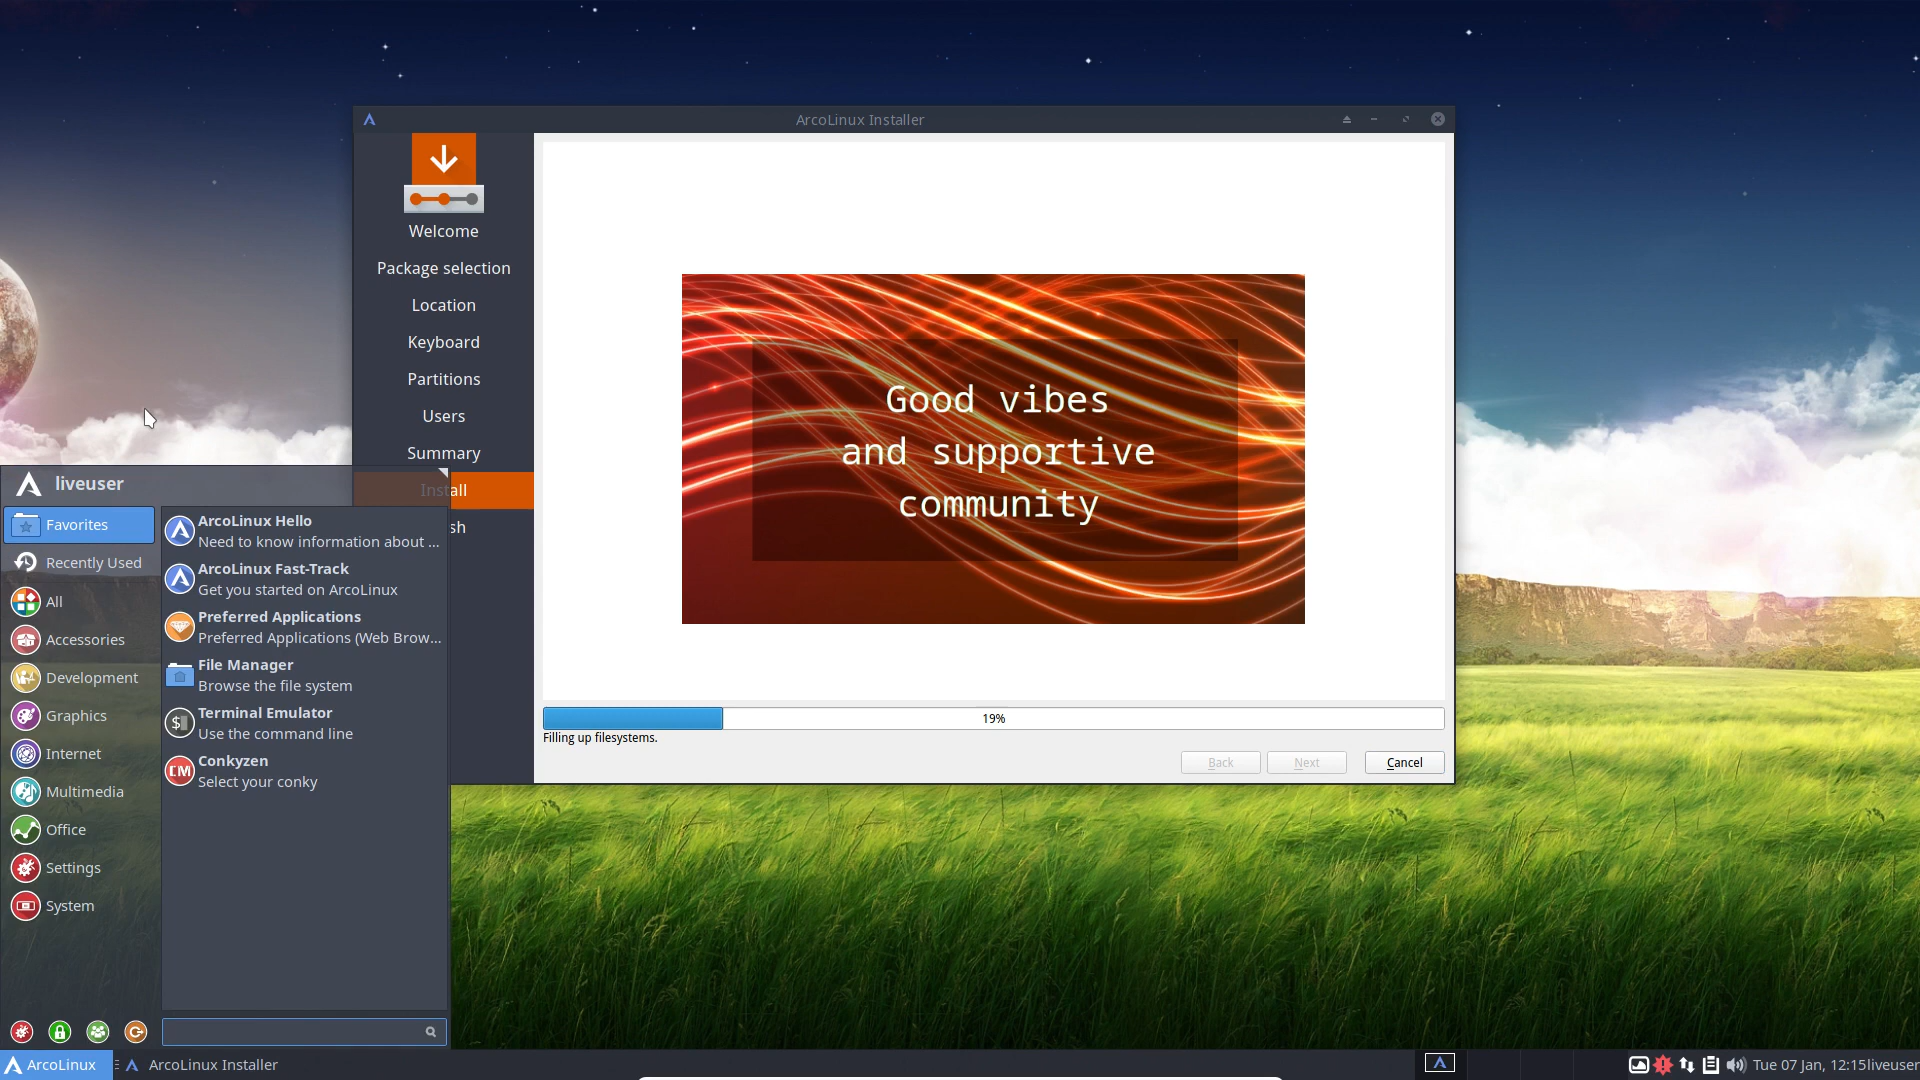 ArcoLinux Installer
Welcome
Package selection
Location
Keyboard
Partitions
Users
Summary
Install
sh
Good vibes
and supportive
community
19%
Filling up filesystems.
Back
Next
Cancel
liveuser
Favorites
Recently Used
All
Accessories
Development
Graphics
Internet
Multimedia
Office
Settings
System
ArcoLinux Hello
Need to know information about ...
ArcoLinux Fast-Track
Get you started on ArcoLinux
Preferred Applications
Preferred Applications (Web Brow...
File Manager
Browse the file system
Terminal Emulator
Use the command line
Conkyzen
Select your conky
ArcoLinux
ArcoLinux Installer
Tue 07 Jan, 12:15liveuser